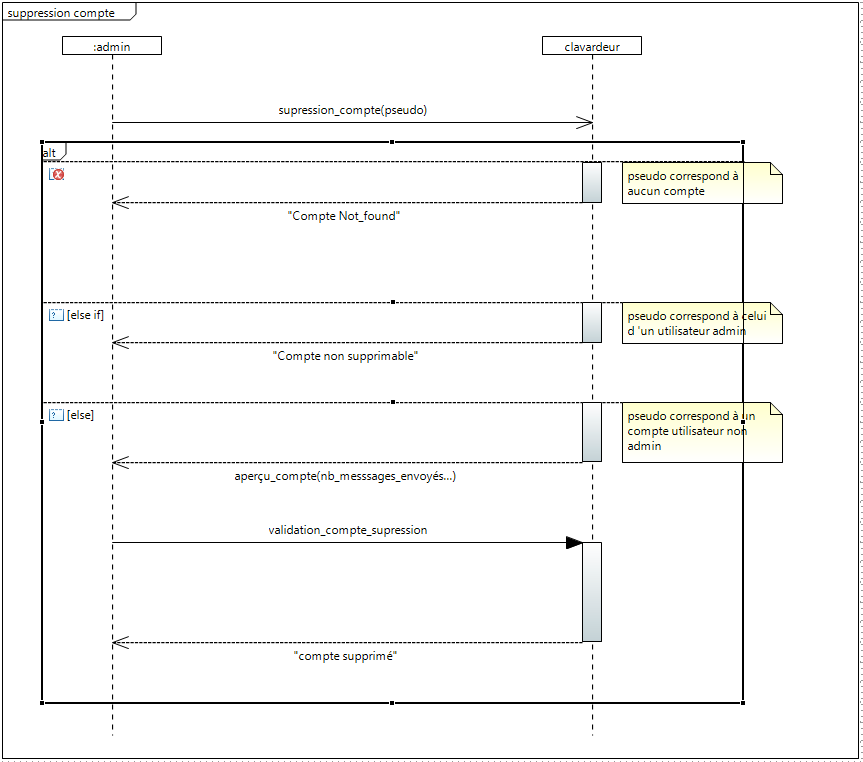 suppression compte
:admin
clavardeur
supression_compte(pseudo)
alt
pseudo correspond à
aucun compte
"Compte Not_found"
[else if]
pseudo correspond à celui
d 'un utilisateur admin
"Compte non supprimable"
[else]
pseudo correspond à un
compte utilisateur non
admin
aperçu_compte(nb_messsages_envoyés...)
validation_compte_supression
"compte supprimé"